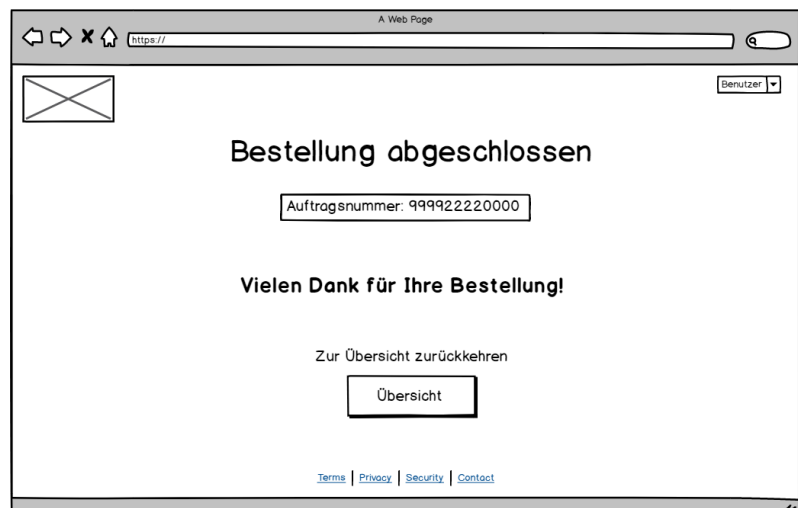 A Web Page
https://
Benutzer
Bestellung abgeschlossen
Auftragsnummer: 999922220000
Vielen Dank für Ihre Bestellung!
Zur Übersicht zurückkehren
Übersicht
Terms | Privacy | Security | Contact